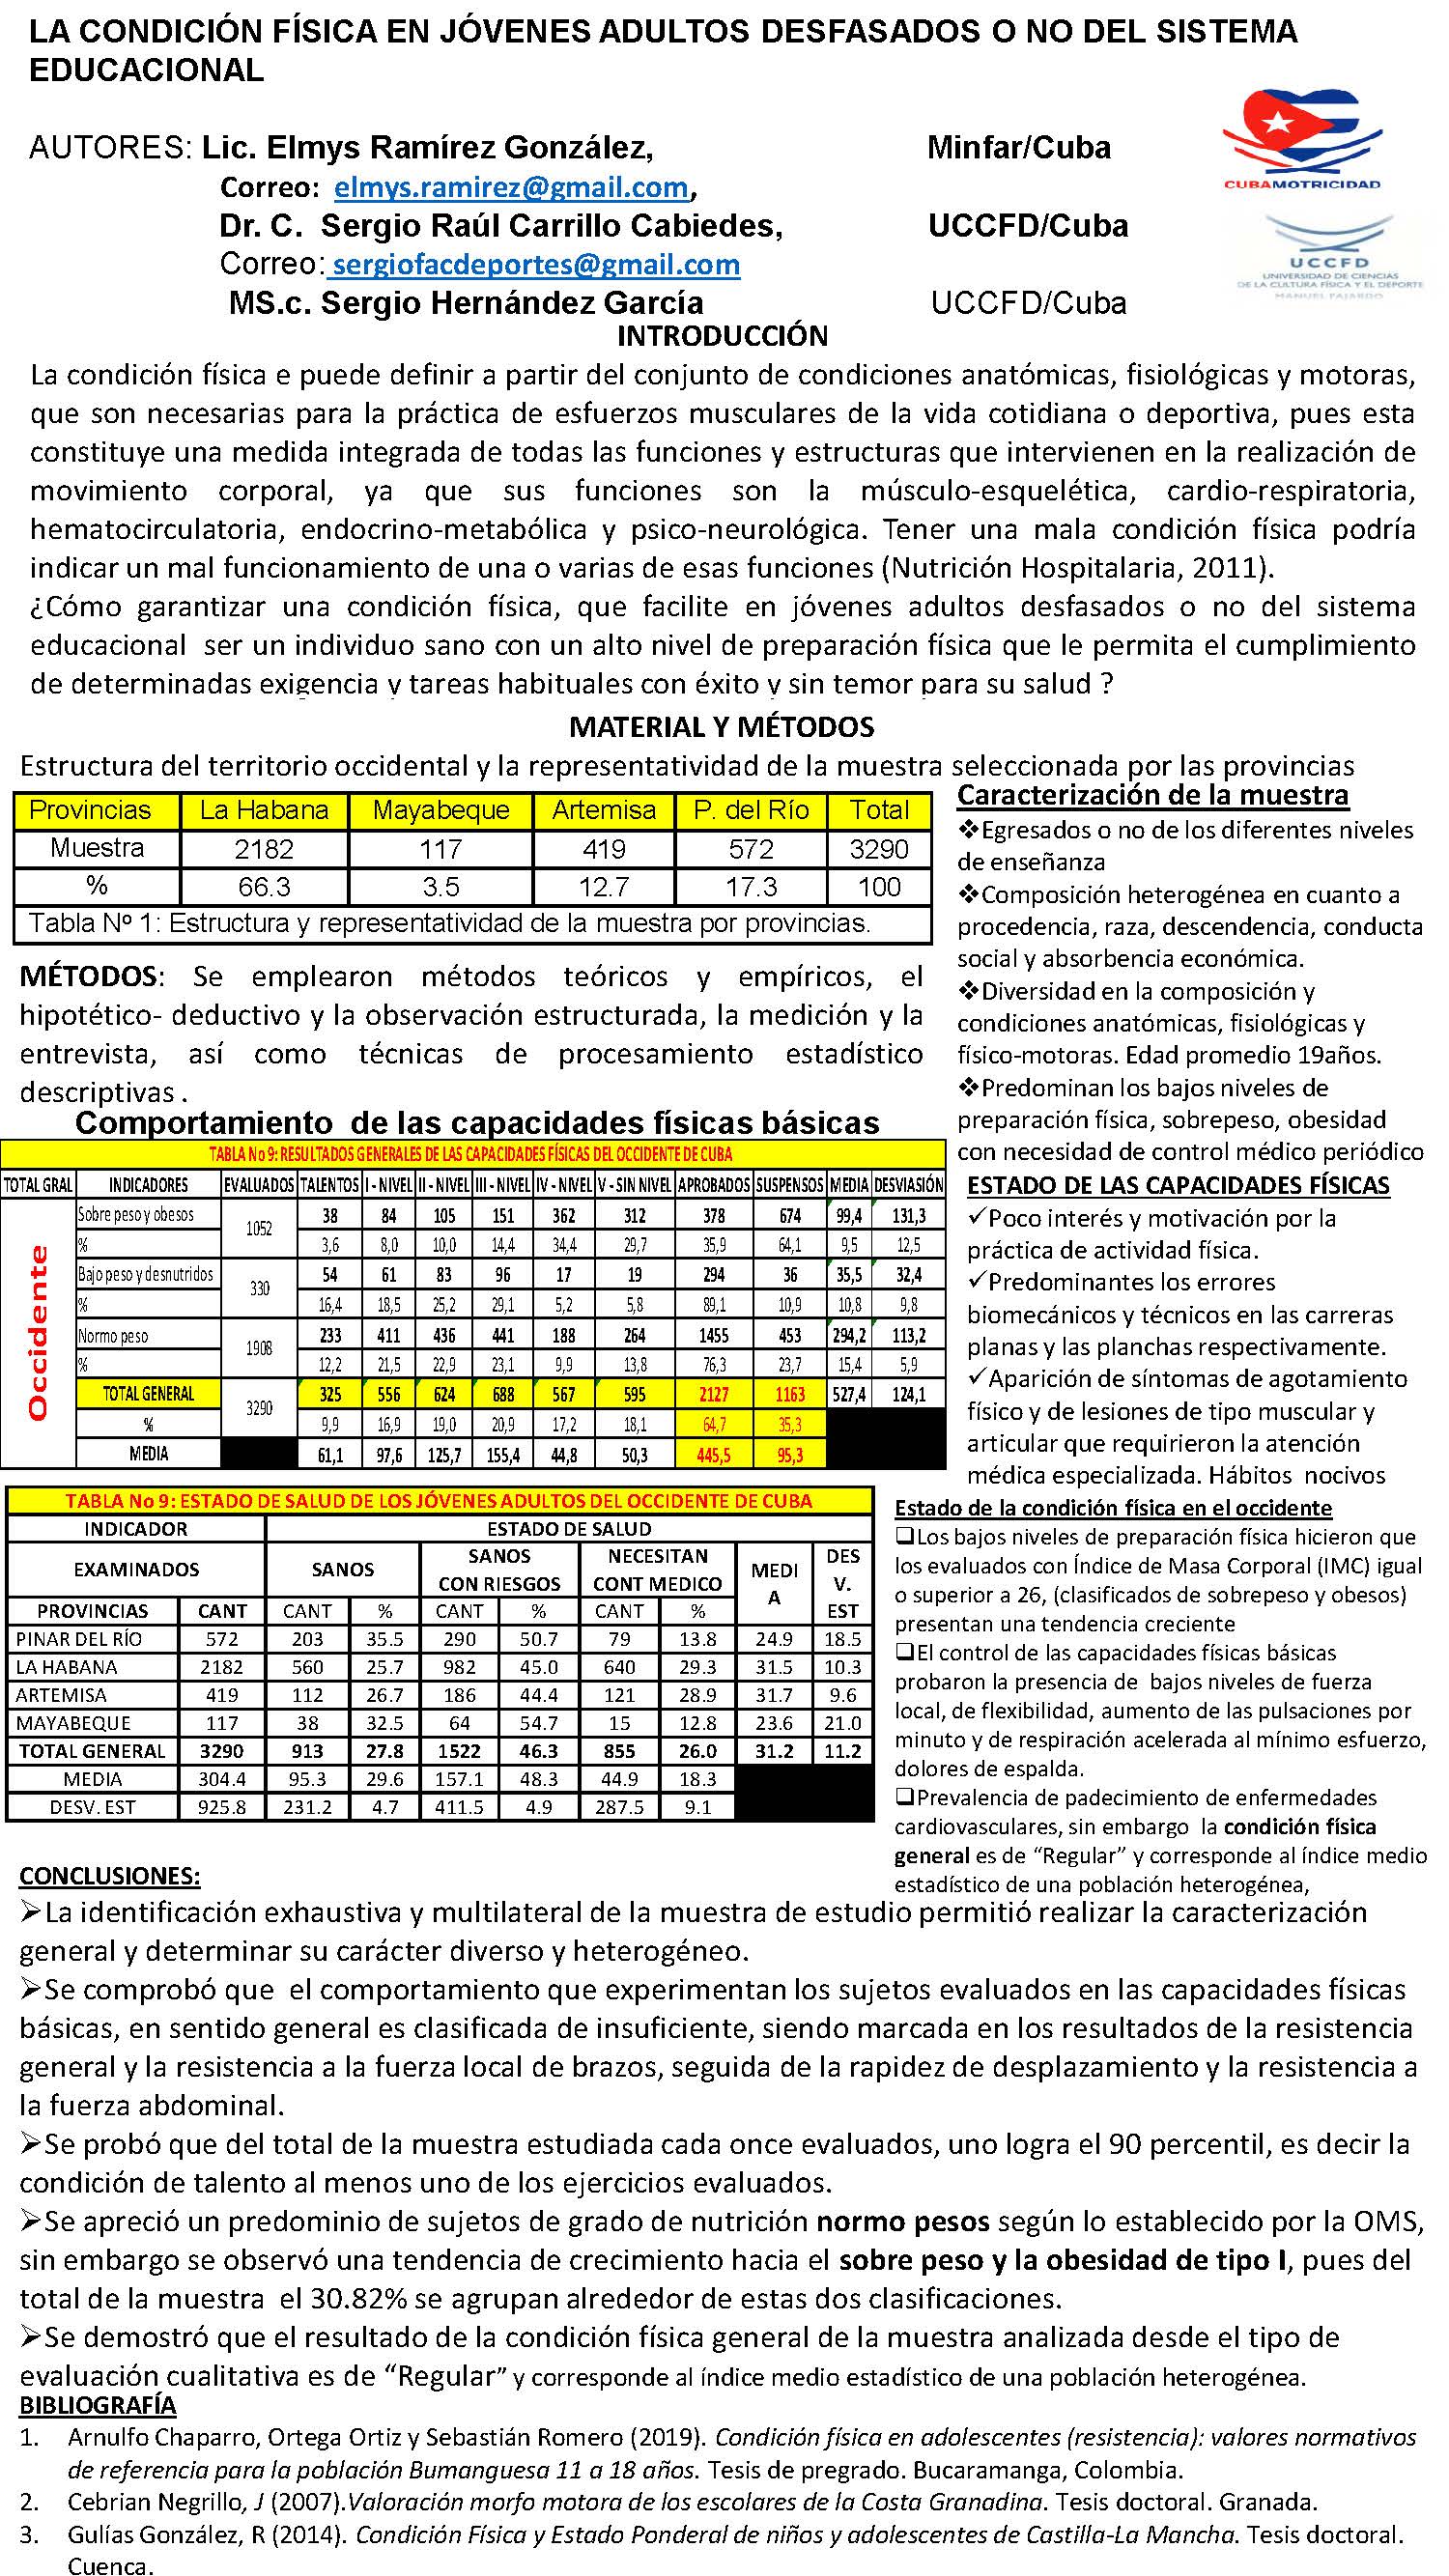 LA CONDICIÓN FÍSICA EN JÓVENES ADULTOS DESFASADOS O NO DEL SISTEMA
EDUCACIONAL
AUTORES: Lic. Elmys Ramírez González, Minfar/Cuba
Correo: elmys.ramirez@gmail.com,
Dr. C. Sergio Raúl Carrillo Cabiedes, UCCFD/Cuba
Correo: sergiofacdeportes@gmail.com
MS.c. Sergio Hernández García UCCFD/Cuba
CUBAMOTRICIDAD
UCCFD
UNIVERSIDAD DE CIENCIAS
DE LA CULTURA FÍSICA Y EL DEPORTE
MANUEL FAJARDO
INTRODUCCIÓN
La condición física e puede definir a partir del conjunto de condiciones anatómicas, fisiológicas y motoras,
que son necesarias para la práctica de esfuerzos musculares de la vida cotidiana o deportiva, pues esta
constituye una medida integrada de todas las funciones y estructuras que intervienen en la realización de
movimiento corporal, ya que sus funciones son la músculo-esquelética, cardio-respiratoria,
hematocirculatoria, endocrino-metabólica y psico-neurológica. Tener una mala condición física podría
indicar un mal funcionamiento de una o varias de esas funciones (Nutrición Hospitalaria, 2011).
¿Cómo garantizar una condición física, que facilite en jóvenes adultos desfasados o no del sistema
educacional ser un individuo sano con un alto nivel de preparación física que le permita el cumplimiento
de determinadas exigencia y tareas habituales con éxito y sin temor para su salud ?
MATERIAL Y MÉTODOS
Estructura del territorio occidental y la representatividad de la muestra seleccionada por las provincias
Provincias La Habana Mayabeque Artemisa P. del Río Total
Muestra 2182 117 419 572 3290
% 66.3 3.5 12.7 17.3 100
Tabla Nº 1: Estructura y representatividad de la muestra por provincias.
MÉTODOS: Se emplearon métodos teóricos y empíricos, el
hipotético- deductivo y la observación estructurada, la medición y la
entrevista, así como técnicas de procesamiento estadístico
descriptivas .
Caracterización de la muestra
❖Egresados o no de los diferentes niveles
de enseñanza
❖Composición heterogénea en cuanto a
procedencia, raza, descendencia, conducta
social y absorbencia económica.
❖Diversidad en la composición y
condiciones anatómicas, fisiológicas y
físico-motoras. Edad promedio 19años.
❖Predominan los bajos niveles de
preparación física, sobrepeso, obesidad
con necesidad de control médico periódico
Comportamiento de las capacidades físicas básicas
TABLA No 9: RESULTADOS GENERALES DE LAS CAPACIDADES FÍSICAS DEL OCCIDENTE DE CUBA
TOTAL GRAL INDICADORES EVALUADOS TALENTOS I - NIVEL II - NIVEL III - NIVEL IV - NIVEL V - SIN NIVEL APROBADOS SUSPENSOS MEDIA DESVIASIÓN
Occidente
Sobre peso y obesos 1052 38 84 105 151 362 312 378 674 99,4 131,3
% 3,6 8,0 10,0 14,4 34,4 29,7 35,9 64,1 9,5 12,5
Bajo peso y desnutridos 330 54 61 83 96 17 19 294 36 35,5 32,4
% 16,4 18,5 25,2 29,1 5,2 5,8 89,1 10,9 10,8 9,8
Normo peso 1908 233 411 436 441 188 264 1455 453 294,2 113,2
% 12,2 21,5 22,9 23,1 9,9 13,8 76,3 23,7 15,4 5,9
TOTAL GENERAL 3290 325 556 624 688 567 595 2127 1163 527,4 124,1
% 9,9 16,9 19,0 20,9 17,2 18,1 64,7 35,3
MEDIA 61,1 97,6 125,7 155,4 44,8 50,3 445,5 95,3
ESTADO DE LAS CAPACIDADES FÍSICAS
✓Poco interés y motivación por la
práctica de actividad física.
✓Predominantes los errores
biomecánicos y técnicos en las carreras
planas y las planchas respectivamente.
✓Aparición de síntomas de agotamiento
físico y de lesiones de tipo muscular y
articular que requirieron la atención
médica especializada. Hábitos nocivos
TABLA No 9: ESTADO DE SALUD DE LOS JÓVENES ADULTOS DEL OCCIDENTE DE CUBA
INDICADOR ESTADO DE SALUD
EXAMINADOS SANOS SANOS CON RIESGOS NECESITAN CONT MEDICO MEDIA DESV. EST
PROVINCIAS CANT CANT % CANT % CANT %
PINAR DEL RÍO 572 203 35.5 290 50.7 79 13.8 24.9 18.5
LA HABANA 2182 560 25.7 982 45.0 640 29.3 31.5 10.3
ARTEMISA 419 112 26.7 186 44.4 121 28.9 31.7 9.6
MAYABEQUE 117 38 32.5 64 54.7 15 12.8 23.6 21.0
TOTAL GENERAL 3290 913 27.8 1522 46.3 855 26.0 31.2 11.2
MEDIA 304.4 95.3 29.6 157.1 48.3 44.9 18.3
DESV. EST 925.8 231.2 4.7 411.5 4.9 287.5 9.1
Estado de la condición física en el occidente
❑Los bajos niveles de preparación física hicieron que
los evaluados con Índice de Masa Corporal (IMC) igual
o superior a 26, (clasificados de sobrepeso y obesos)
presentan una tendencia creciente
❑El control de las capacidades físicas básicas
probaron la presencia de bajos niveles de fuerza
local, de flexibilidad, aumento de las pulsaciones por
minuto y de respiración acelerada al mínimo esfuerzo,
dolores de espalda.
❑Prevalencia de padecimiento de enfermedades
cardiovasculares, sin embargo la condición física
general es de “Regular” y corresponde al índice medio
estadístico de una población heterogénea,
CONCLUSIONES:
➢La identificación exhaustiva y multilateral de la muestra de estudio permitió realizar la caracterización
general y determinar su carácter diverso y heterogéneo.
➢Se comprobó que el comportamiento que experimentan los sujetos evaluados en las capacidades físicas
básicas, en sentido general es clasificada de insuficiente, siendo marcada en los resultados de la resistencia
general y la resistencia a la fuerza local de brazos, seguida de la rapidez de desplazamiento y la resistencia a
la fuerza abdominal.
➢Se probó que del total de la muestra estudiada cada once evaluados, uno logra el 90 percentil, es decir la
condición de talento al menos uno de los ejercicios evaluados.
➢Se apreció un predominio de sujetos de grado de nutrición normo pesos según lo establecido por la OMS,
sin embargo se observó una tendencia de crecimiento hacia el sobre peso y la obesidad de tipo I, pues del
total de la muestra el 30.82% se agrupan alrededor de estas dos clasificaciones.
➢Se demostró que el resultado de la condición física general de la muestra analizada desde el tipo de
evaluación cualitativa es de “Regular” y corresponde al índice medio estadístico de una población heterogénea.
BIBLIOGRAFÍA
1. Arnulfo Chaparro, Ortega Ortiz y Sebastián Romero (2019). Condición física en adolescentes (resistencia): valores normativos
de referencia para la población Bumanguesa 11 a 18 años. Tesis de pregrado. Bucaramanga, Colombia.
2. Cebrian Negrillo, J (2007).Valoración morfo motora de los escolares de la Costa Granadina. Tesis doctoral. Granada.
3. Gulías González, R (2014). Condición Física y Estado Ponderal de niños y adolescentes de Castilla-La Mancha. Tesis doctoral.
Cuenca.